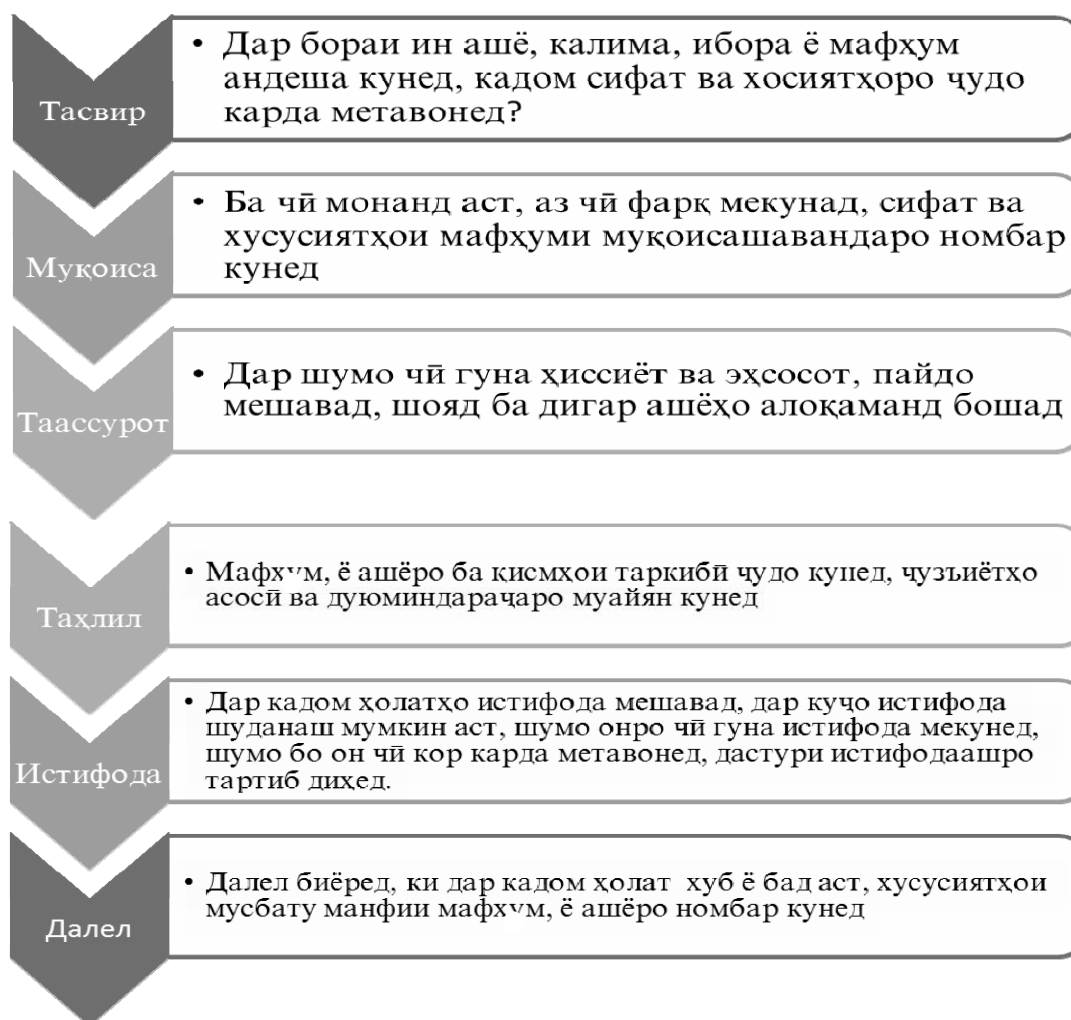 Тасвир
• Дар бораи ин ашё, калима, ибора ё мафҳум
андеша кунед, кадом сифат ва хосиятҳоро ҷудо
карда метавонед?
Муқоиса
• Ба чӣ монанд аст, аз чӣ фарқ мекунад, сифат ва
хусусиятҳои мафҳуми муқоисашавандаро номбар
кунед
Таассурот
• Дар шумо чӣ гуна ҳиссиёт ва эҳсосот, пайдо
мешавад, шояд ба дигар ашёҳо алоқаманд бошад
Таҳлил
• Мафҳум, ё ашёро ба қисмҳои таркибӣ ҷудо кунед, ҷузъиётҳо
асосӣ ва дуюминдараҷаро муайян кунед
Истифода
• Дар кадом ҳолатҳо истифода мешавад, дар куҷо истифода
шуданаш мумкин аст, шумо онро чӣ гуна истифода мекунед,
шумо бо он чӣ кор карда метавонед, дастури истифодаашро
тартиб диҳед.
Далел
• Далел биёред, ки дар кадом ҳолат хуб ё бад аст, хусусиятҳои
мусбату манфии мафҳум, ё ашёро номбар кунед